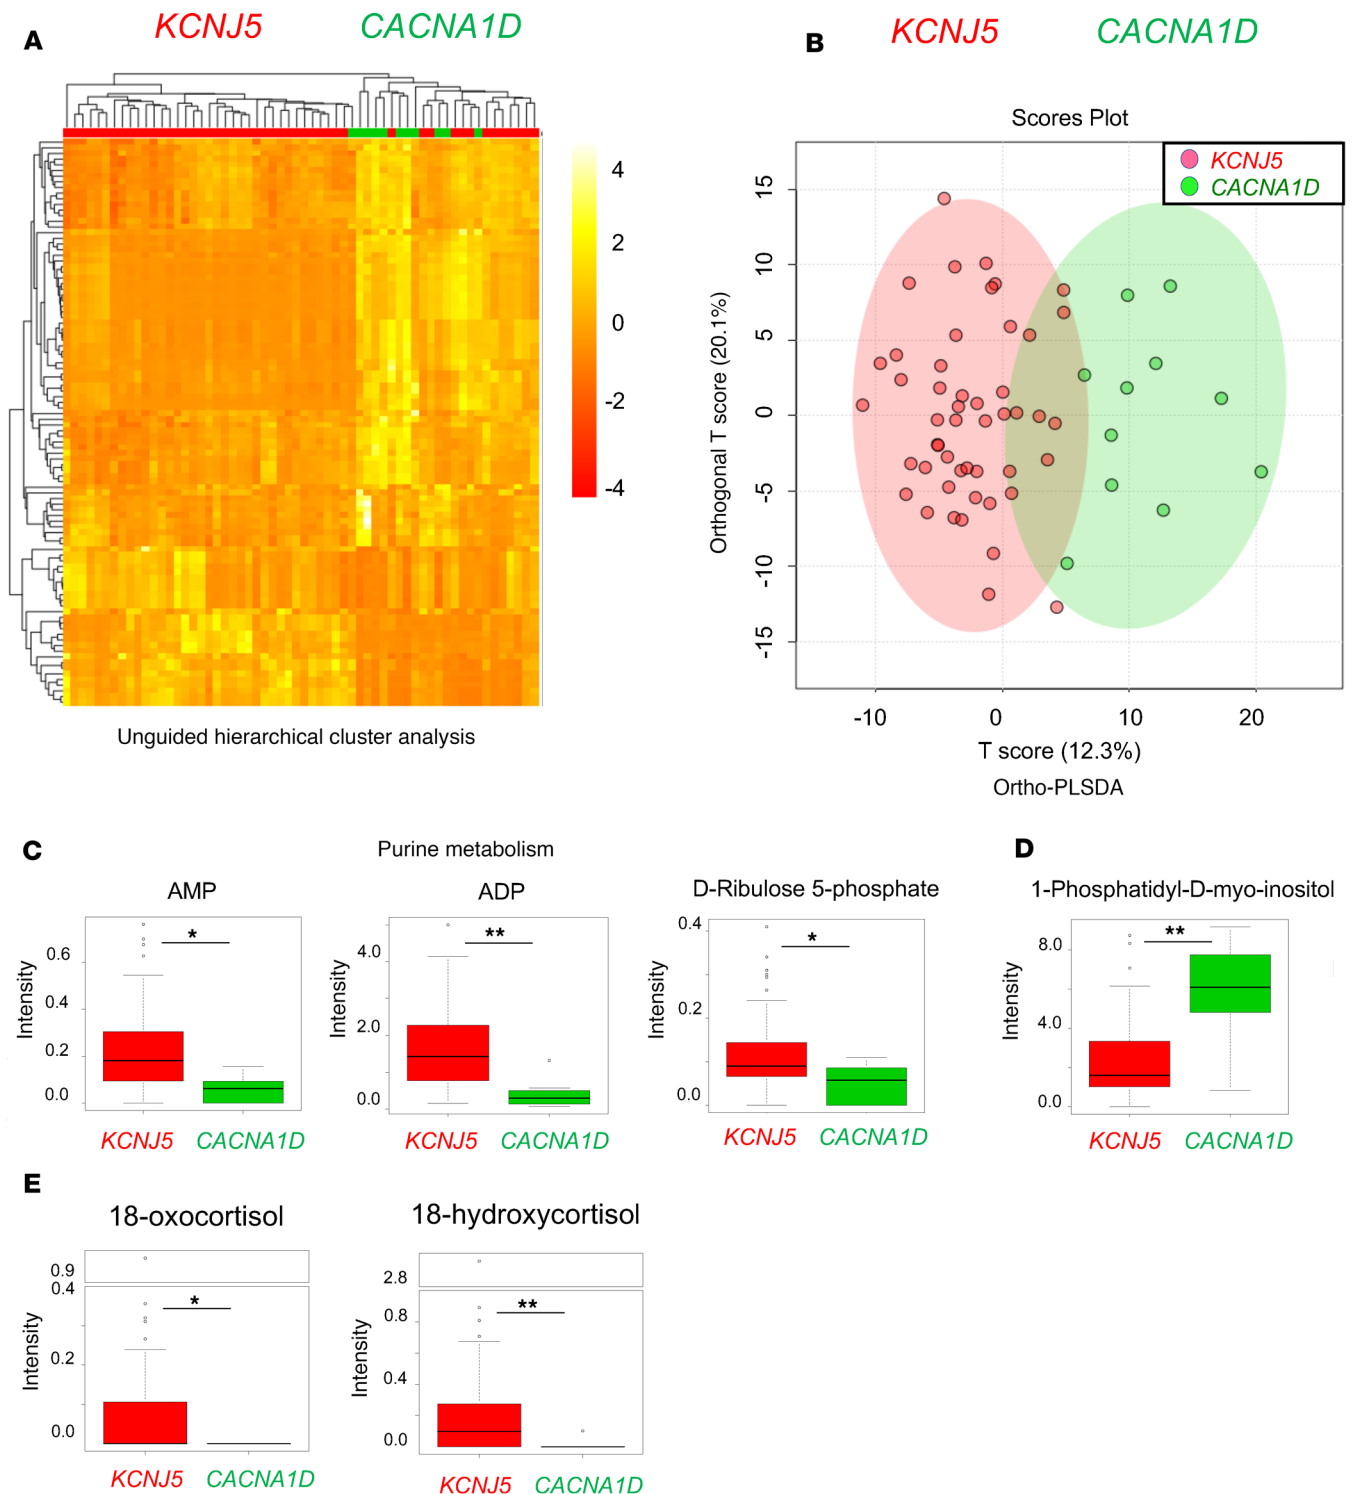 A
KCNJ5 CACNA1D
4
2
0
-2
-4
Unguided hierarchical cluster analysis
B
KCNJ5 CACNA1D
Scores Plot
KCNJ5
CACNA1D
Orthogonal T score (20.1%)
15
10
5
0
-5
-10
-15
-10 0 10 20
T score (12.3%)
Ortho-PLSDA
C
Purine metabolism
AMP
Intensity
0.6
0.4
0.2
0.0
*
KCNJ5 CACNA1D
ADP
Intensity
4.0
2.0
0.0
**
KCNJ5 CACNA1D
D-Ribulose 5-phosphate
Intensity
0.4
0.2
0.0
*
KCNJ5 CACNA1D
D
1-Phosphatidyl-D-myo-inositol
Intensity
8.0
4.0
0.0
**
KCNJ5 CACNA1D
E
18-oxocortisol
Intensity
0.9
0.4
0.2
0.0
*
KCNJ5 CACNA1D
18-hydroxycortisol
Intensity
2.8
0.8
0.4
0.0
**
KCNJ5 CACNA1D